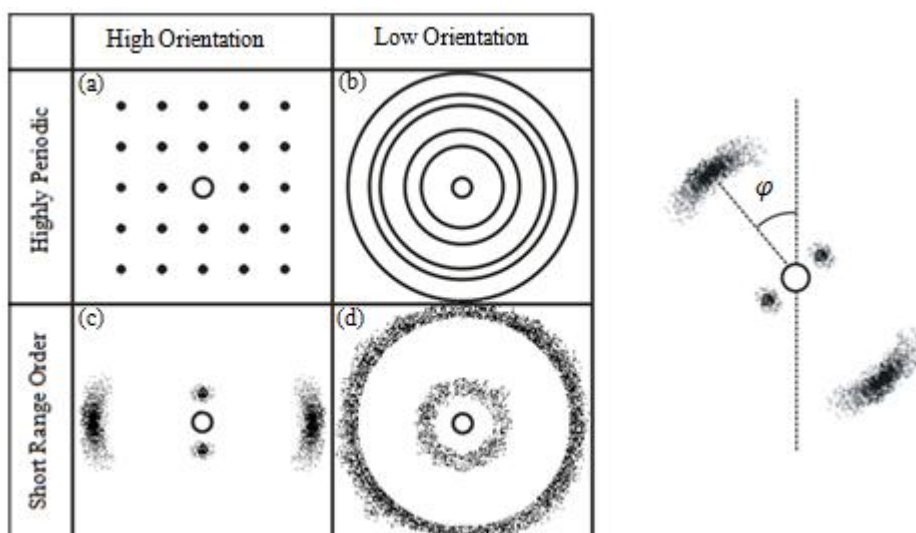 High Orientation
Low Orientation
Highly Periodic
(a)
(b)
Short Range Order
(c)
(d)
φ